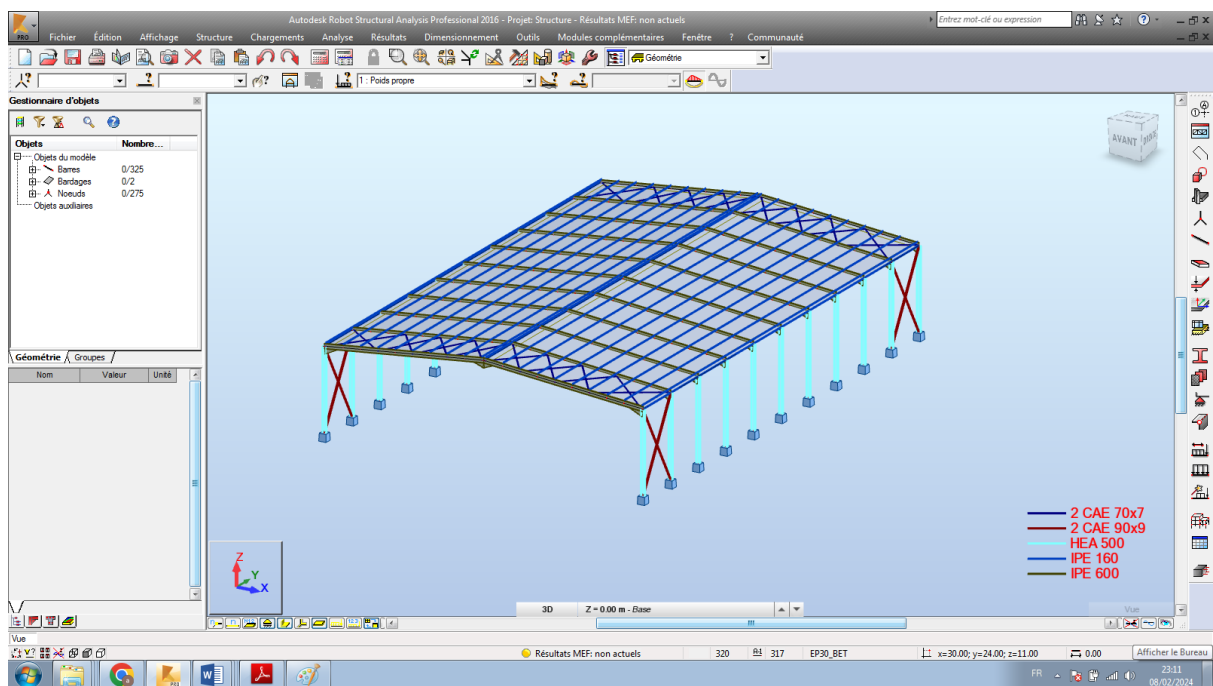 Autodesk Robot Structural Analysis Professional 2016 - Projet: Structure - Résultats MEF: non actuels
Entrez mot-clé ou expression
PRO
Fichier Édition Affichage Structure Chargements Analyse Résultats Dimensionnement Outils Modules complémentaires Fenêtre ? Communauté
Géométrie
1 : Poids propre
Gestionnaire d'objets
Objets Nombre...
Objets du modèle
Barres 0/325
Bardages 0/2
Noeuds 0/275
Objets auxiliaires
Géométrie Groupes
Nom Valeur Unité
AVANT
2 CAE 70x7
2 CAE 90x9
HEA 500
IPE 160
IPE 600
Z
Y
X
3D Z = 0.00 m - Base
Vue
Vue
Résultats MEF: non actuels 320 317 EP30_BET x=30.00; y=24.00; z=11.00 0.00
Afficher le Bureau
FR
23:11
08/02/2024